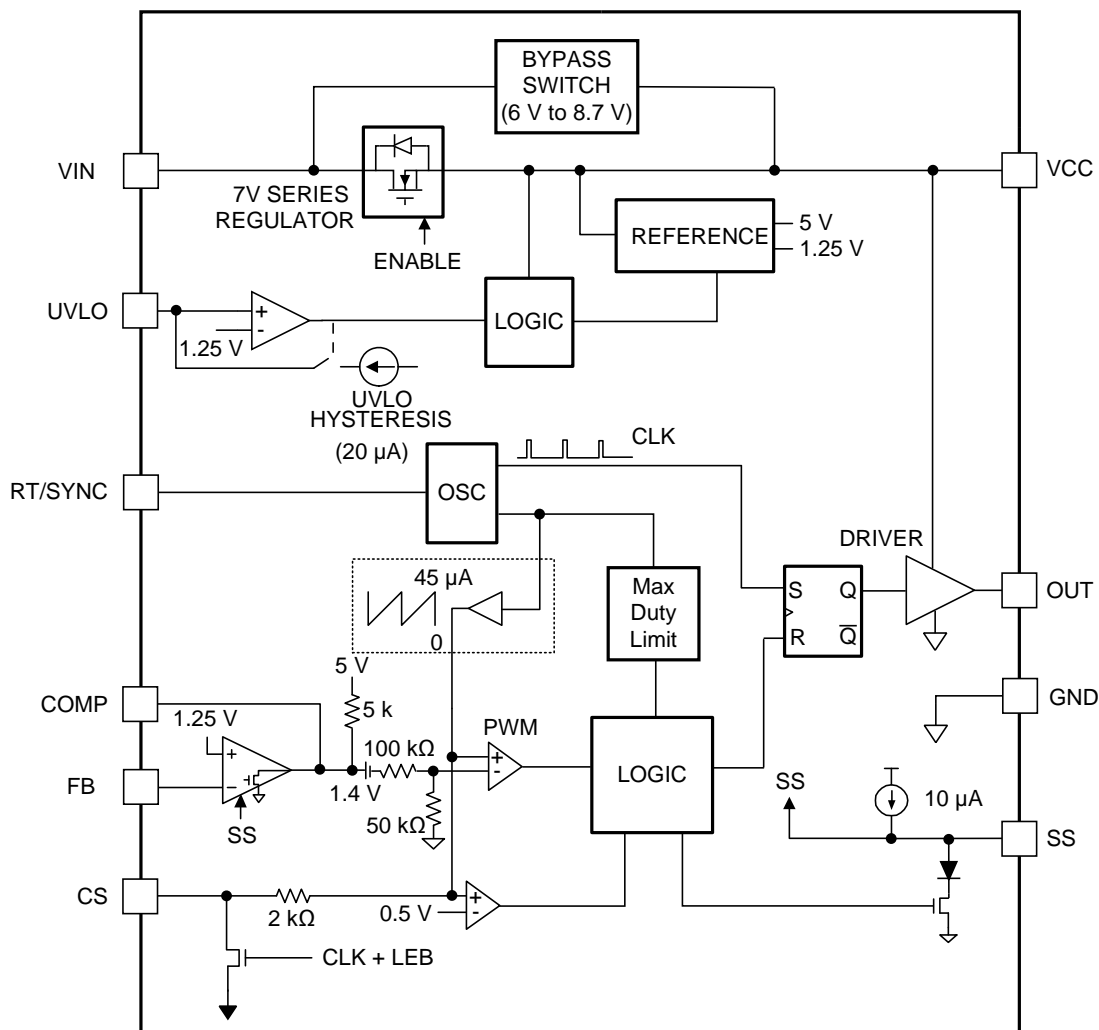 BYPASS
SWITCH
(6 V to 8.7 V)
VIN
VCC
7V SERIES
REGULATOR
ENABLE
REFERENCE
5 V
1.25 V
UVLO
+
-
1.25 V
LOGIC
UVLO
HYSTERESIS
(20 µA)
CLK
RT/SYNC
OSC
DRIVER
45 µA
0
Max
Duty
Limit
S Q
R Q̅
OUT
5 V
COMP
5 k
GND
1.25 V
PWM
+
100 kΩ
+
-
LOGIC
FB
-
1.4 V
SS
10 µA
50 kΩ
SS
SS
CS
2 kΩ
0.5 V
+
-
CLK + LEB